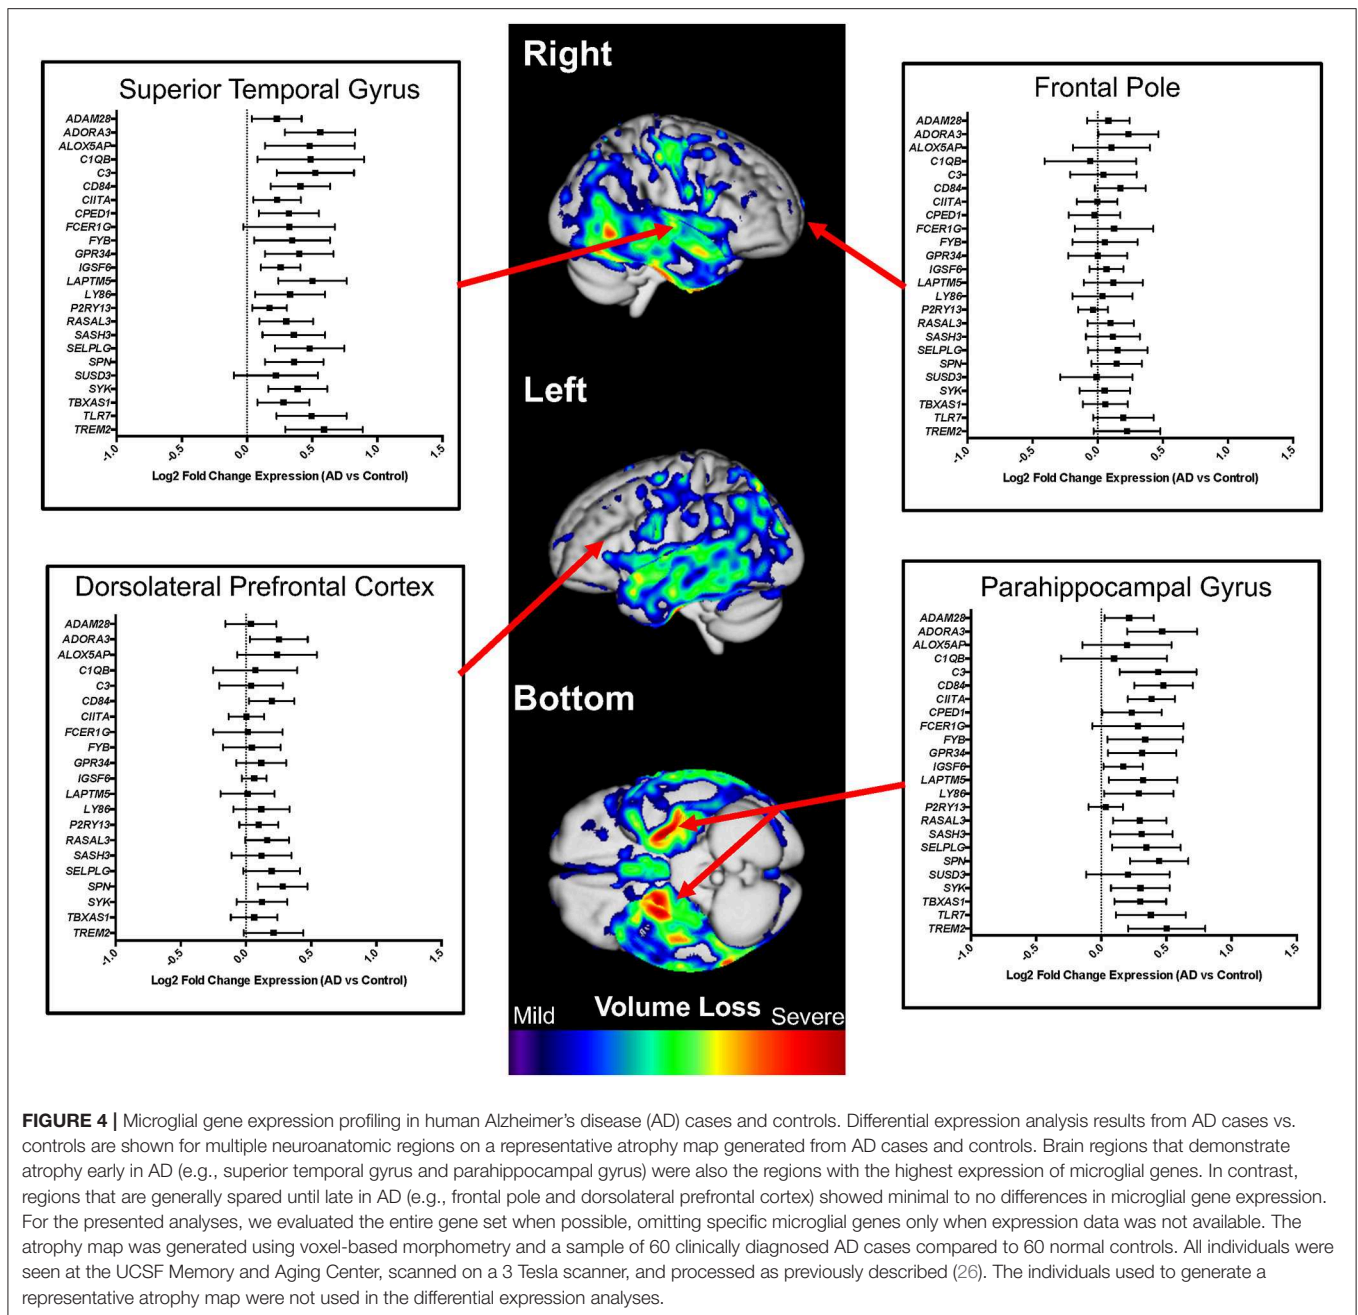 Right
Superior Temporal Gyrus
ADAM28
ADORA3
ALOX5AP
C1QB
C3
CD84
CIITA
CPED1
FCER1G
FYB
GPR34
IGSF6
LAPTM5
LY86
P2RY13
RASAL3
SASH3
SELPLG
SPN
SUSD3
SYK
TBXAS1
TLR7
TREM2
-1.0 -0.5 0.0 0.5 1.0 1.5
Log2 Fold Change Expression (AD vs Control)
Frontal Pole
ADAM28
ADORA3
ALOX5AP
C1QB
C3
CD84
CIITA
CPED1
FCER1G
FYB
GPR34
IGSF6
LAPTM5
LY86
P2RY13
RASAL3
SASH3
SELPLG
SPN
SUSD3
SYK
TBXAS1
TLR7
TREM2
-1.0 -0.5 0.0 0.5 1.0 1.5
Log2 Fold Change Expression (AD vs Control)
Left
Dorsolateral Prefrontal Cortex
ADAM28
ADORA3
ALOX5AP
C1QB
C3
CD84
CIITA
FCER1G
FYB
GPR34
IGSF6
LAPTM5
LY86
P2RY13
RASAL3
SASH3
SELPLG
SPN
SYK
TBXAS1
TREM2
-1.0 -0.5 0.0 0.5 1.0 1.5
Log2 Fold Change Expression (AD vs Control)
Parahippocampal Gyrus
ADAM28
ADORA3
ALOX5AP
C1QB
C3
CD84
CIITA
CPED1
FCER1G
FYB
GPR34
IGSF6
LAPTM5
LY86
P2RY13
RASAL3
SASH3
SELPLG
SPN
SUSD3
SYK
TBXAS1
TLR7
TREM2
-1.0 -0.5 0.0 0.5 1.0 1.5
Log2 Fold Change Expression (AD vs Control)
Bottom
Mild Volume Loss Severe
FIGURE 4 | Microglial gene expression profiling in human Alzheimer's disease (AD) cases and controls. Differential expression analysis results from AD cases vs.
controls are shown for multiple neuroanatomic regions on a representative atrophy map generated from AD cases and controls. Brain regions that demonstrate
atrophy early in AD (e.g., superior temporal gyrus and parahippocampal gyrus) were also the regions with the highest expression of microglial genes. In contrast,
regions that are generally spared until late in AD (e.g., frontal pole and dorsolateral prefrontal cortex) showed minimal to no differences in microglial gene expression.
For the presented analyses, we evaluated the entire gene set when possible, omitting specific microglial genes only when expression data was not available. The
atrophy map was generated using voxel-based morphometry and a sample of 60 clinically diagnosed AD cases compared to 60 normal controls. All individuals were
seen at the UCSF Memory and Aging Center, scanned on a 3 Tesla scanner, and processed as previously described (26). The individuals used to generate a
representative atrophy map were not used in the differential expression analyses.